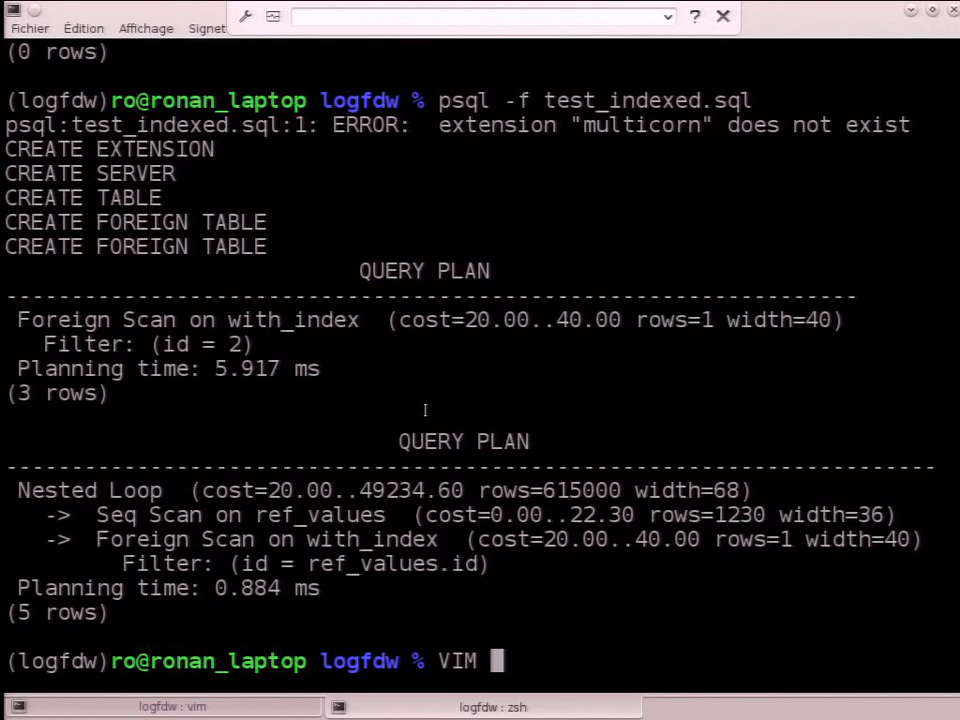 Fichier Édition Affichage Signet
?
(0 rows)
(logfdw)ro@ronan_laptop logfdw % psql -f test_indexed.sql
psql:test_indexed.sql:1: ERROR:  extension "multicorn" does not exist
CREATE EXTENSION
CREATE SERVER
CREATE TABLE
CREATE FOREIGN TABLE
CREATE FOREIGN TABLE
QUERY PLAN
-----------------------------------------------------------------
Foreign Scan on with_index  (cost=20.00..40.00 rows=1 width=40)
Filter: (id = 2)
Planning time: 5.917 ms
(3 rows)
QUERY PLAN
-----------------------------------------------------------------------
Nested Loop  (cost=20.00..49234.60 rows=615000 width=68)
->  Seq Scan on ref_values  (cost=0.00..22.30 rows=1230 width=36)
->  Foreign Scan on with_index  (cost=20.00..40.00 rows=1 width=40)
Filter: (id = ref_values.id)
Planning time: 0.884 ms
(5 rows)
(logfdw)ro@ronan_laptop logfdw % VIM
logfdw : vim
logfdw : zsh